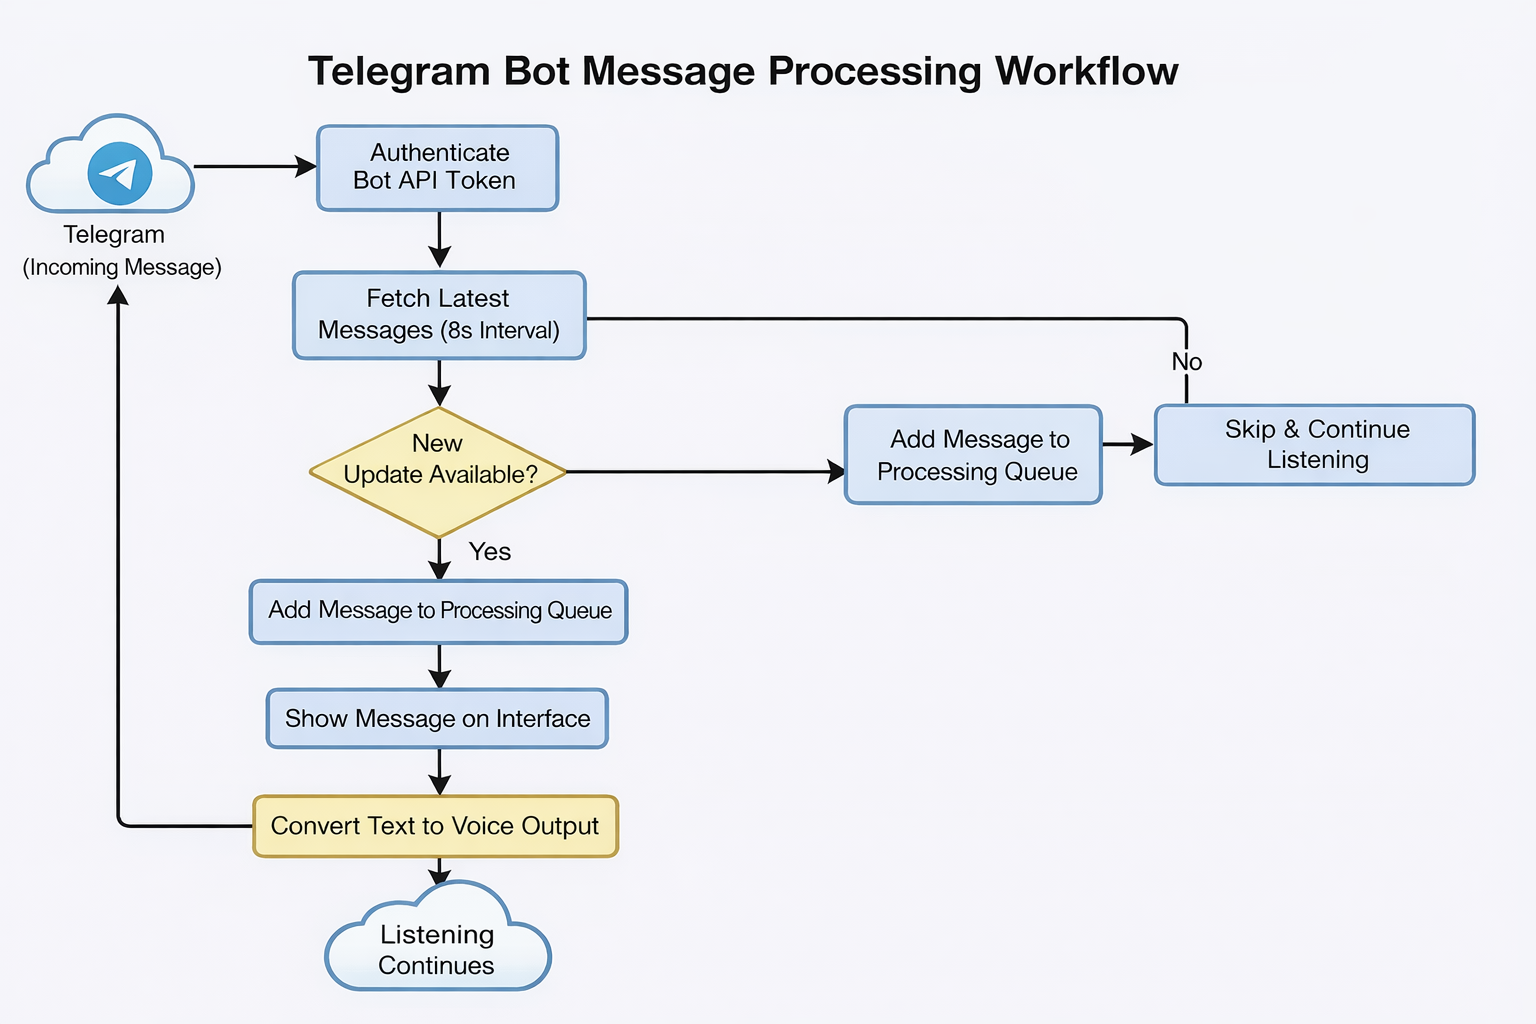 Telegram Bot Message Processing Workflow
Telegram
(Incoming Message)
Authenticate
Bot API Token
Fetch Latest
Messages (8s Interval)
No
New
Update Available?
Add Message to
Processing Queue
Skip & Continue
Listening
Yes
Add Message to Processing Queue
Show Message on Interface
Convert Text to Voice Output
Listening
Continues